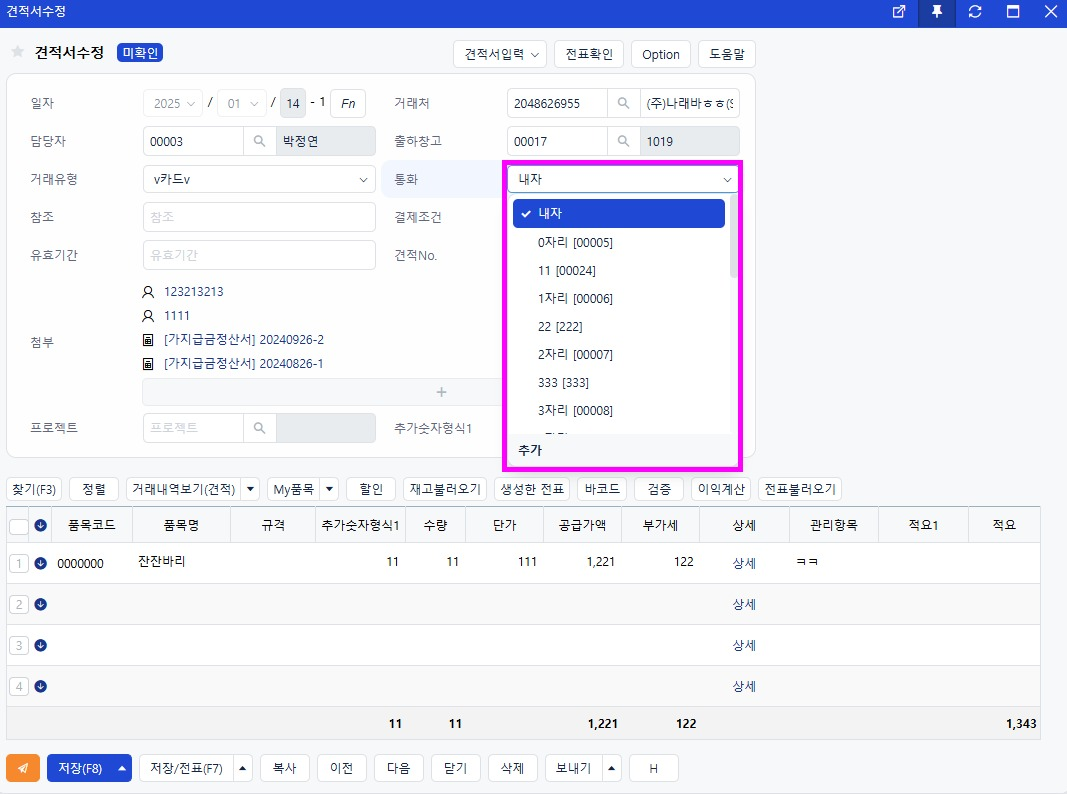 견적서수정
견적서수정 미확인 견적서입력 전표확인 Option 도움말
일자 2025 / 01 / 14 - 1 Fn 거래처 2048626955 (주)나래바ㅎㅎ(
담당자 00003 박정연 출하창고 00017 1019
거래유형 v카드v 통화 내자
참조 참조 결제조건 내자
유효기간 유효기간 견적No. 0자리 [00005]
11 [00024]
123213213 1자리 [00006]
1111 22 [222]
첨부 [가지급금정산서] 20240926-2 2자리 [00007]
[가지급금정산서] 20240826-1 333 [333]
+ 3자리 [00008]
프로젝트 프로젝트 추가숫자형식1
추가
찾기(F3) 정렬 거래내역보기(견적) My품목 할인 재고불러오기 생성한 전표 바코드 검증 이익계산 전표불러오기
품목코드 품목명 규격 추가숫자형식1 수량 단가 공급가액 부가세 상세 관리항목 적요1 적요
1 0000000 잔잔바리 11 11 111 1,221 122 상세 ㅋㅋ
2 상세
3 상세
4 상세
11 11 1,221 122 1,343
저장(F8) 저장/전표(F7) 복사 이전 다음 닫기 삭제 보내기 H